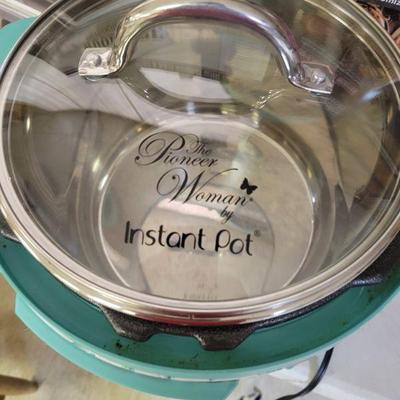 The
Pioneer
Woman®
by
Instant Pot®